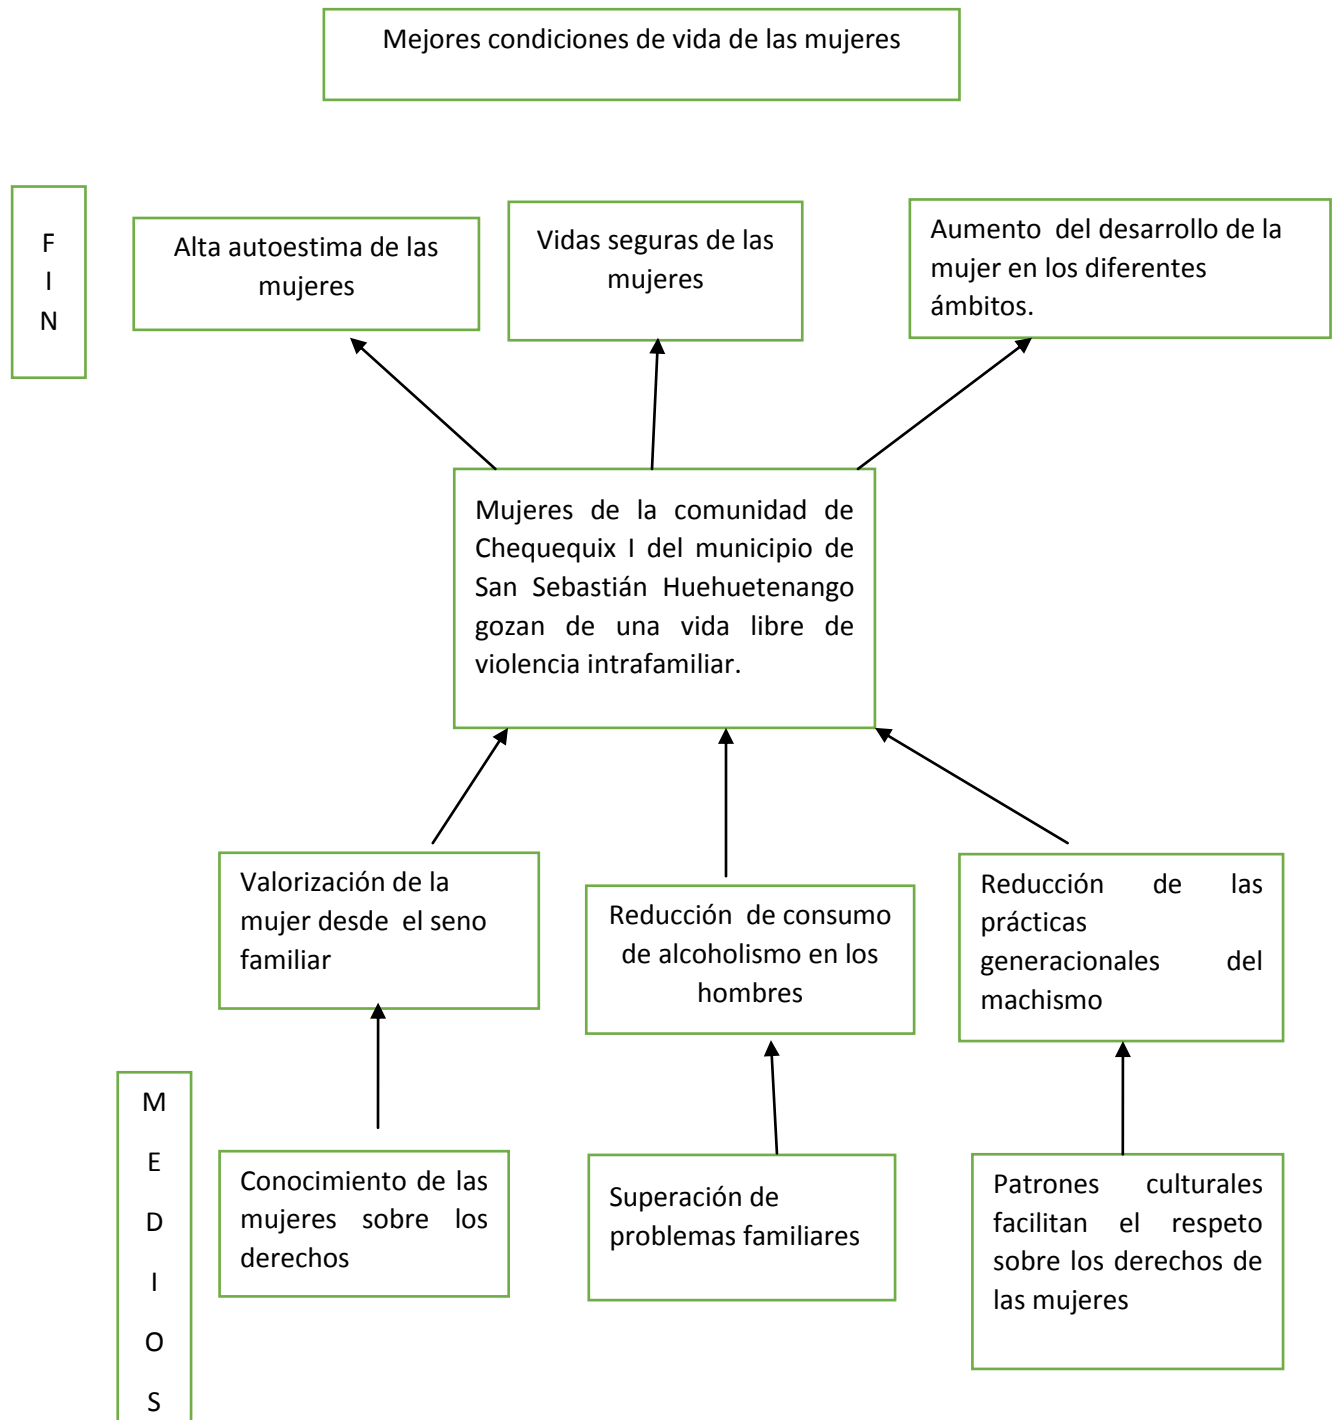 Mejores condiciones de vida de las mujeres
F
I
N
Alta autoestima de las
mujeres
Vidas seguras de las
mujeres
Aumento del desarrollo de la
mujer en los diferentes
ámbitos.
Mujeres de la comunidad de
Chequequix I del municipio de
San Sebastián Huehuetenango
gozan de una vida libre de
violencia intrafamiliar.
Valorización de la
mujer desde el seno
familiar
Reducción de consumo
de alcoholismo en los
hombres
Reducción de las
prácticas
generacionales del
machismo
M
E
D
I
O
S
Conocimiento de las
mujeres sobre los
derechos
Superación de
problemas familiares
Patrones culturales
facilitan el respeto
sobre los derechos de
las mujeres